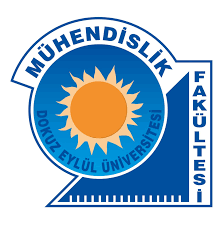 MÜHENDİSLİK
FAKÜLTESİ
DOKUZ EYLÜL ÜNİVERSİTESİ